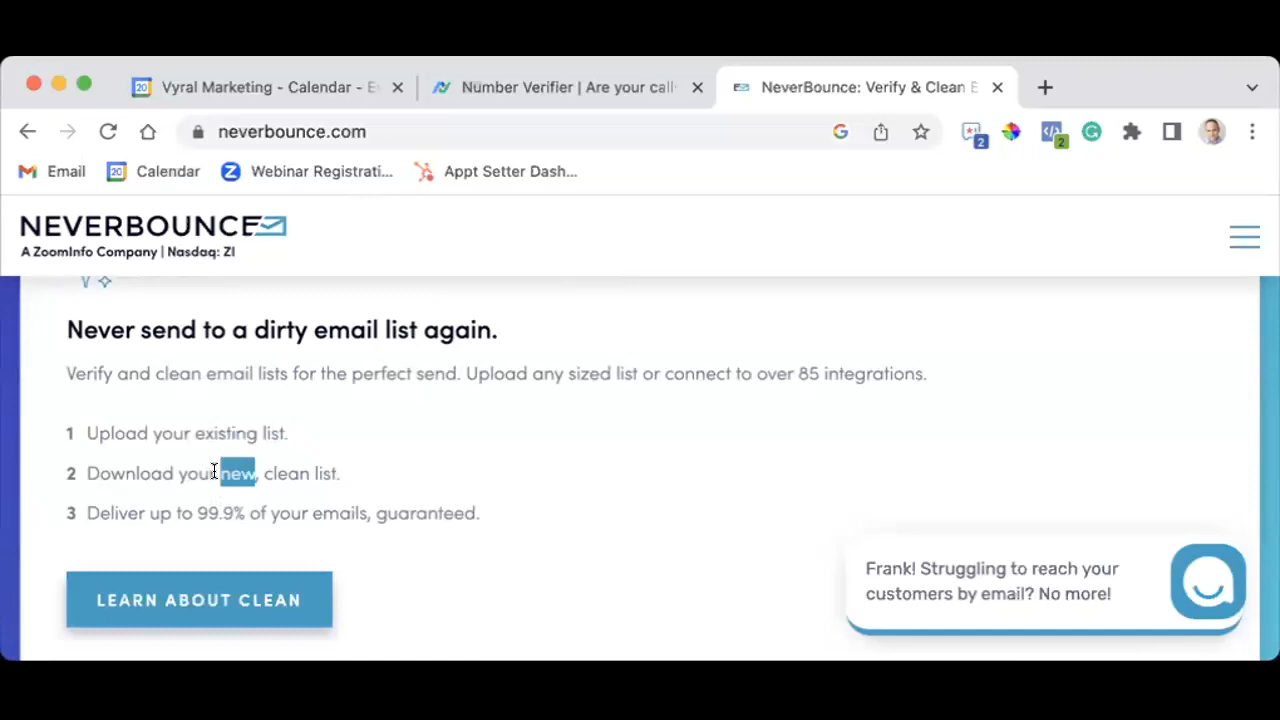 Vyral Marketing - Calendar - E
Number Verifier | Are your call
NeverBounce: Verify & Clean E
neverbounce.com
2
2
20
Email
20
Calendar
Webinar Registrati...
Appt Setter Dash...
NEVERBOUNCE
A ZoomInfo Company | Nasdaq: ZI
Never send to a dirty email list again.
Verify and clean email lists for the perfect send. Upload any sized list or connect to over 85 integrations.
1 Upload your existing list.
2 Download your new, clean list.
3 Deliver up to 99.9% of your emails, guaranteed.
Frank! Struggling to reach your
customers by email? No more!
LEARN ABOUT CLEAN